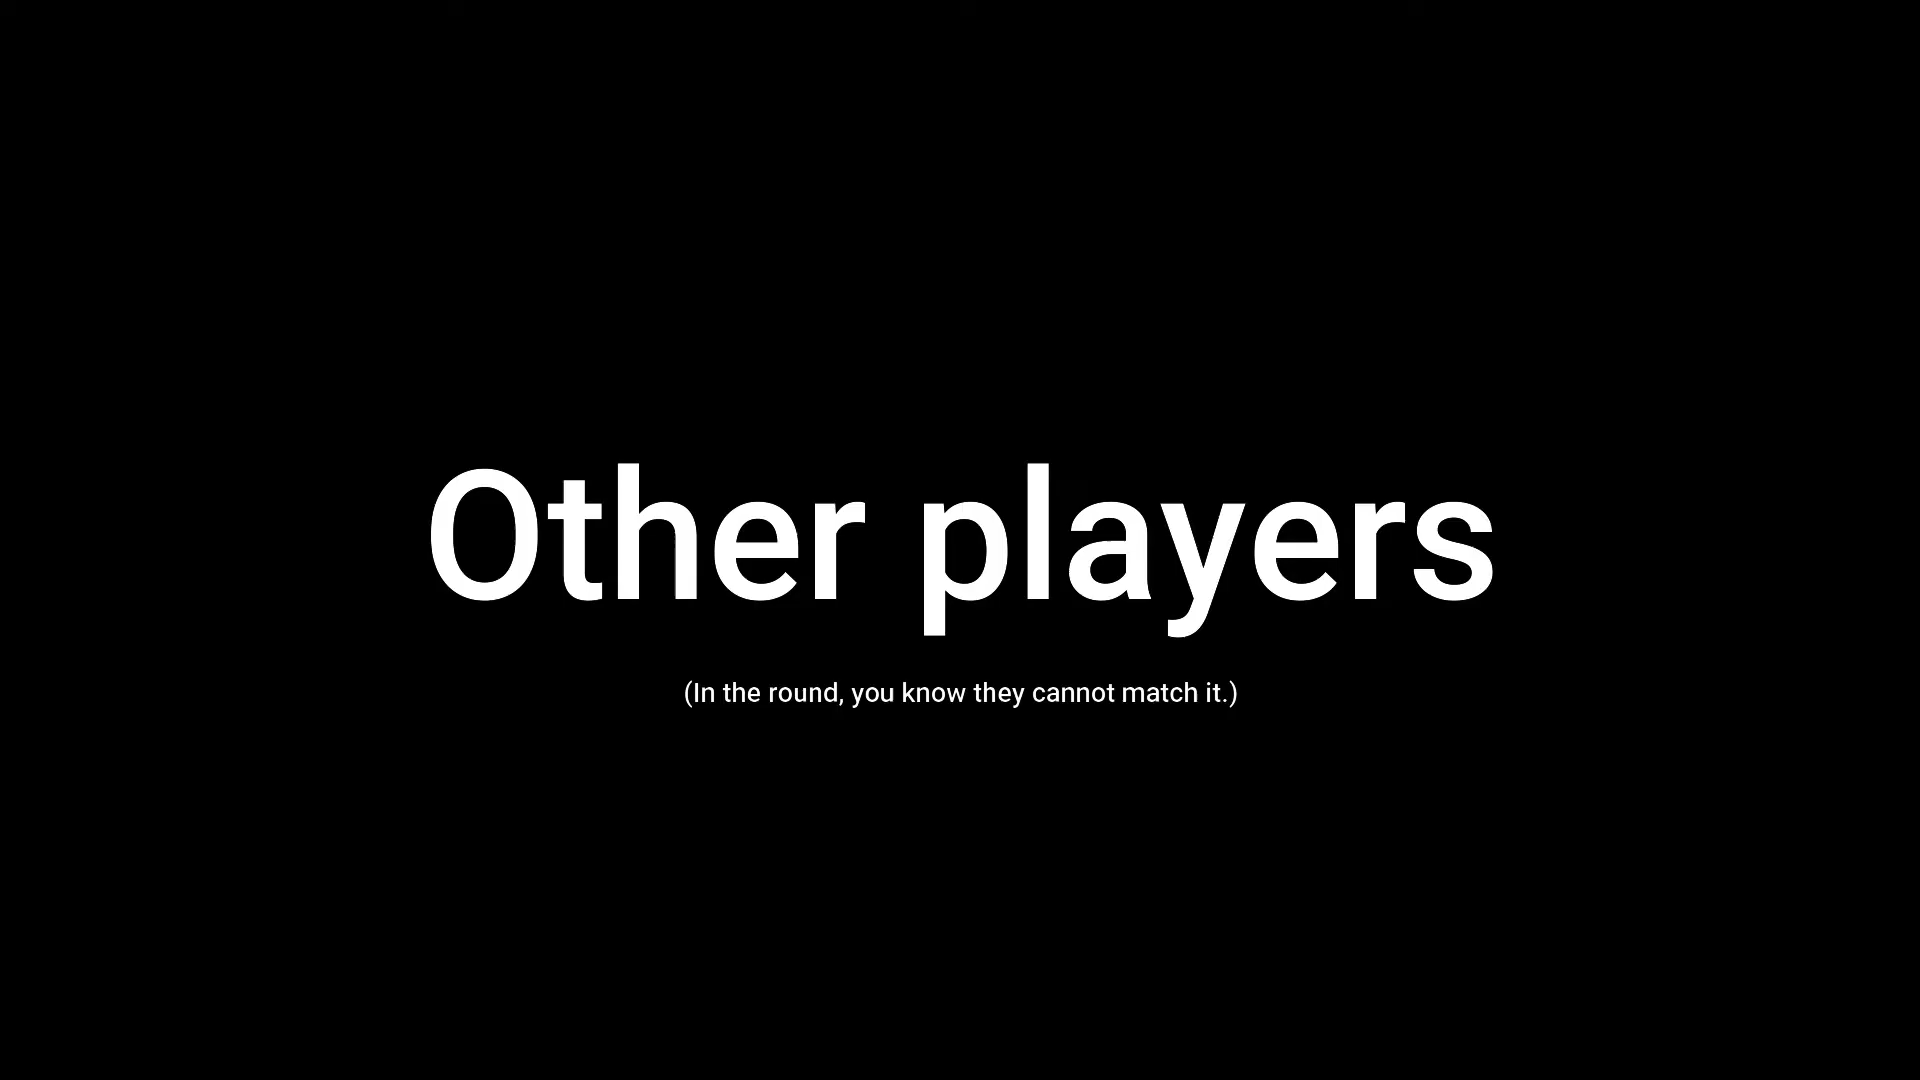 Other players
(In the round, you know they cannot match it.)